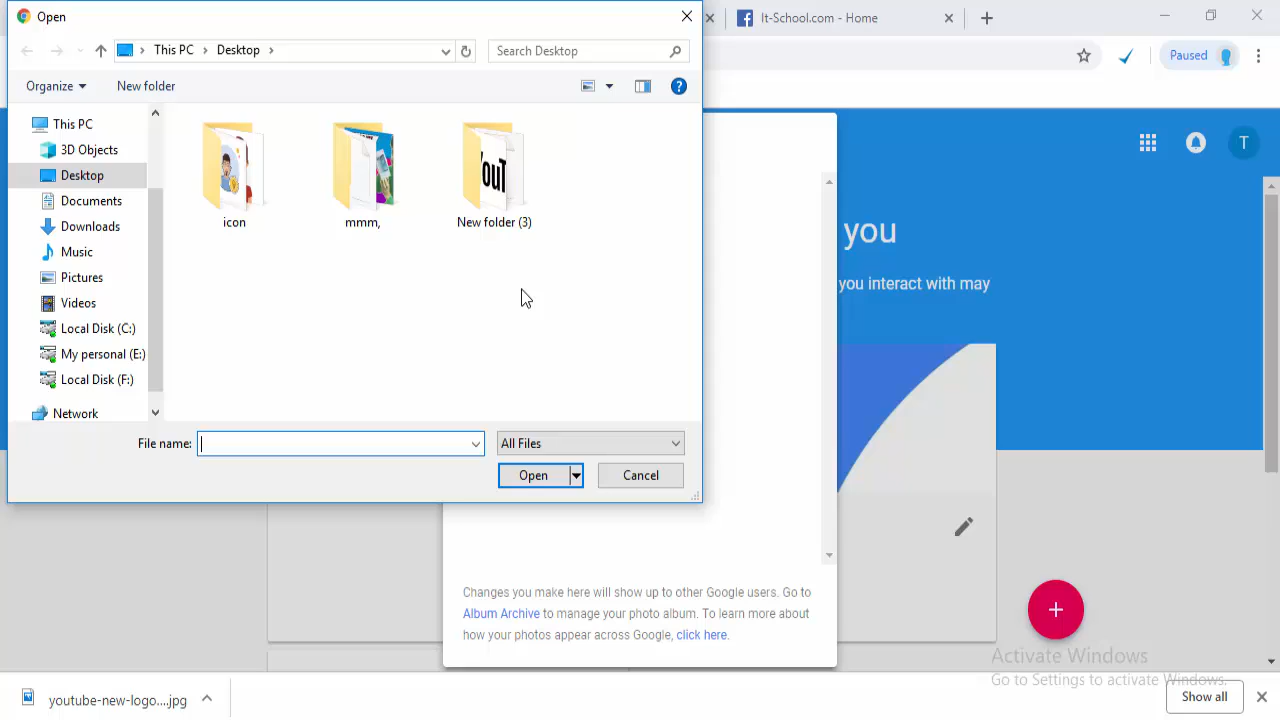 Open
It-School.com - Home
This PC
Desktop
Search Desktop
Paused
Organize
New folder
This PC
3D Objects
Desktop
Documents
Downloads
Music
Pictures
Videos
Local Disk (C:)
My personal (E:)
Local Disk (F:)
Network
YouT
icon
mmm,
New folder (3)
T
you
you interact with may
File name:
All Files
Open
Cancel
Changes you make here will show up to other Google users. Go to
Album Archive to manage your photo album. To learn more about
how your photos appear across Google, click here.
Activate Windows
Go to Settings to activate Windows.
youtube-new-logo....jpg
Show all